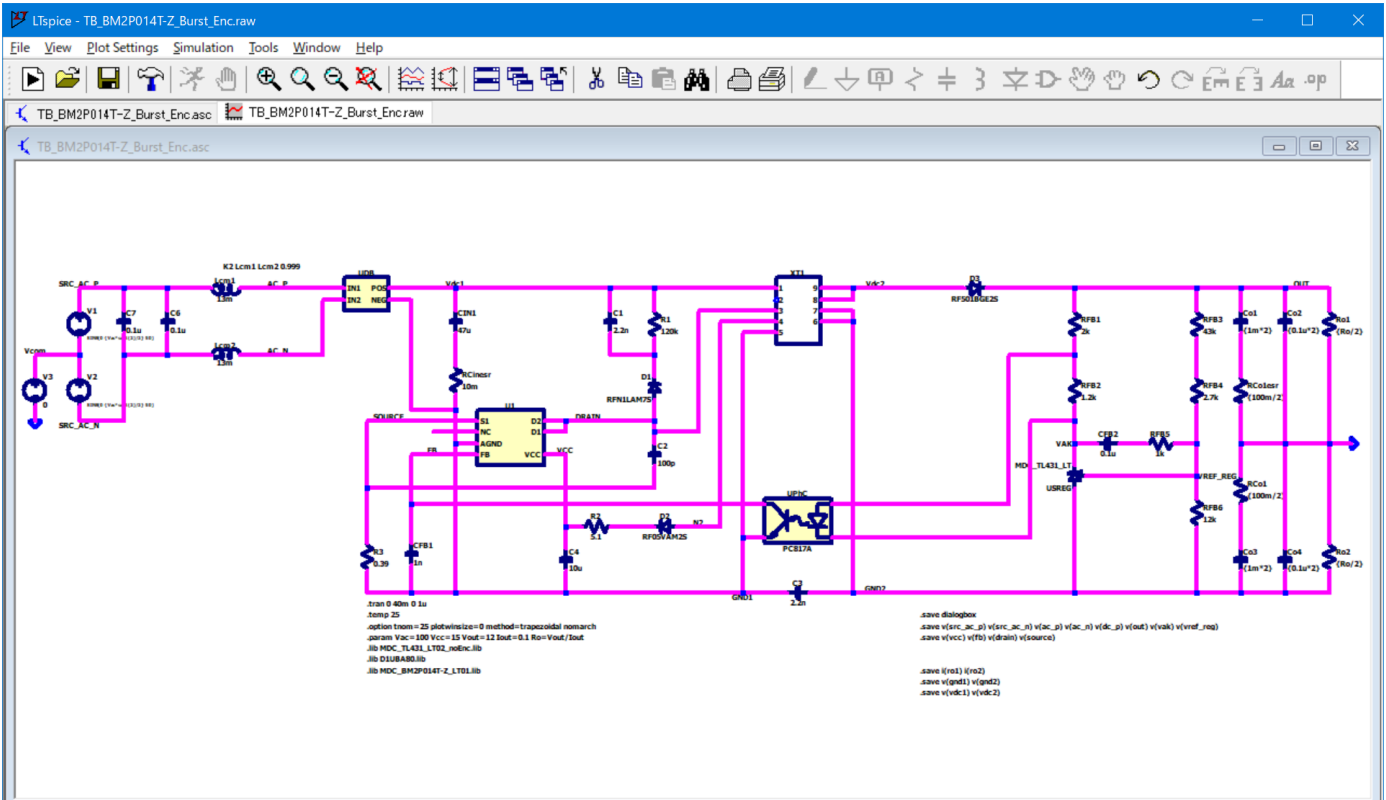 LTspice - TB_BM2P014T-Z_Burst_Enc.raw
File View Plot Settings Simulation Tools Window Help
TB_BM2P014T-Z_Burst_Enc.asc
TB_BM2P014T-Z_Burst_Enc.raw
TB_BM2P014T-Z_Burst_Enc.asc
K2 Lcm1 Lcm2 0.999
SRC_AC_P
Lcm1
13m
AC_P
UDB
IN1 POS
IN2 NEG
Vdc1
XT1
1 9
2 8
3 7
4 6
5
Vdc2
D3
RF501BGE2S
OUT
V1
C7
0.1u
C6
0.1u
CIN1
47u
C1
2.2n
R1
120k
RFB1
2k
RFB3
43k
Co1
(1m*2)
Co2
(0.1u*2)
Ro1
(Ro/2)
Vcom
Lcm2
13m
AC_N
V3
0
V2
SRC_AC_N
RCinesr
10m
D1
RFN1LAM7S
RFB2
1.2k
RFB4
2.7k
RCo1esr
(100m/2)
SOURCE
U1
S1 D2
NC D1
AGND
FB VCC
DRAIN
FB
VCC
C2
100p
VAK
CFB2
0.1u
RFB5
1k
MDC_TL431_LT
USREG
VREF_REG
RCo1
(100m/2)
UPhC
PC817A
RFB6
12k
R2
5.1
D2
RF05VAM2S
N2
R3
0.39
CFB1
1n
C4
10u
Co3
(1m*2)
Co4
(0.1u*2)
Ro2
(Ro/2)
GND1
C3
2.2n
GND2
.tran 0 40m 0 1u
.temp 25
.option tnom=25 plotwinsize=0 method=trapezoidal nomarch
.param Vac=100 Vcc=15 Vout=12 Iout=0.1 Ro=Vout/Iout
.lib MDC_TL431_LT02_noEnc.lib
.lib D1UBA80.lib
.lib MDC_BM2P014T-Z_LT01.lib
.save dialogbox
.save v(src_ac_p) v(src_ac_n) v(ac_p) v(ac_n) v(dc_p) v(out) v(vak) v(vref_reg)
.save v(vcc) v(fb) v(drain) v(source)
.save i(ro1) i(ro2)
.save v(gnd1) v(gnd2)
.save v(vdc1) v(vdc2)